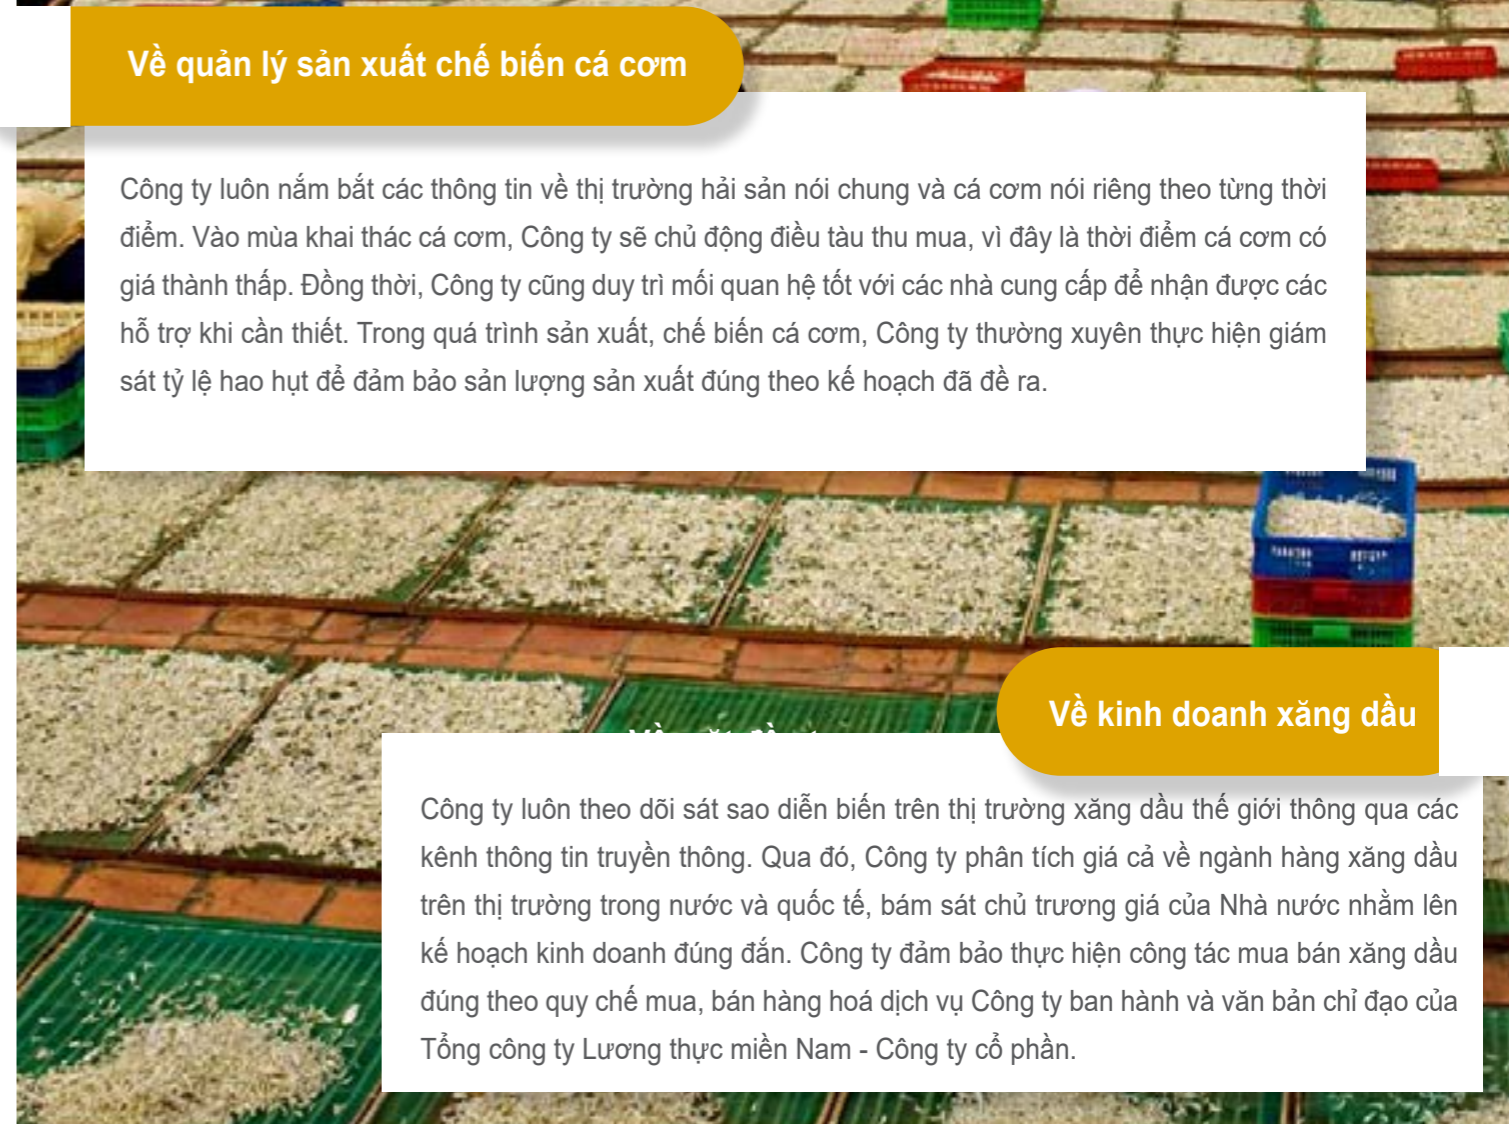 Về quản lý sản xuất chế biến cá cơm
Công ty luôn nắm bắt các thông tin về thị trường hải sản nói chung và cá cơm nói riêng theo từng thời
điểm. Vào mùa khai thác cá cơm, Công ty sẽ chủ động điều tàu thu mua, vì đây là thời điểm cá cơm có
giá thành thấp. Đồng thời, Công ty cũng duy trì mối quan hệ tốt với các nhà cung cấp để nhận được các
hỗ trợ khi cần thiết. Trong quá trình sản xuất, chế biến cá cơm, Công ty thường xuyên thực hiện giám
sát tỷ lệ hao hụt để đảm bảo sản lượng sản xuất đúng theo kế hoạch đã đề ra.
Về kinh doanh xăng dầu
Công ty luôn theo dõi sát sao diễn biến trên thị trường xăng dầu thế giới thông qua các
kênh thông tin truyền thông. Qua đó, Công ty phân tích giá cả về ngành hàng xăng dầu
trên thị trường trong nước và quốc tế, bám sát chủ trương giá của Nhà nước nhằm lên
kế hoạch kinh doanh đúng đắn. Công ty đảm bảo thực hiện công tác mua bán xăng dầu
đúng theo quy chế mua, bán hàng hoá dịch vụ Công ty ban hành và văn bản chỉ đạo của
Tổng công ty Lương thực miền Nam - Công ty cổ phần.